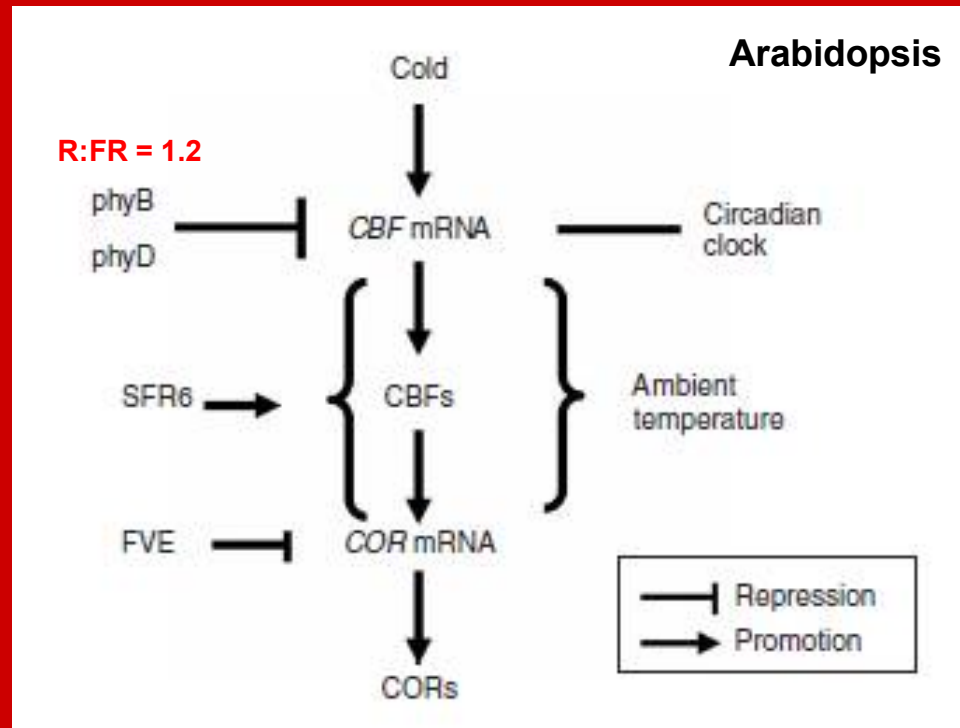 Arabidopsis
Cold
R:FR = 1.2
phyB
phyD
CBF mRNA
Circadian
clock
SFR6
CBFs
Ambient
temperature
FVE
COR mRNA
Repression
Promotion
CORs